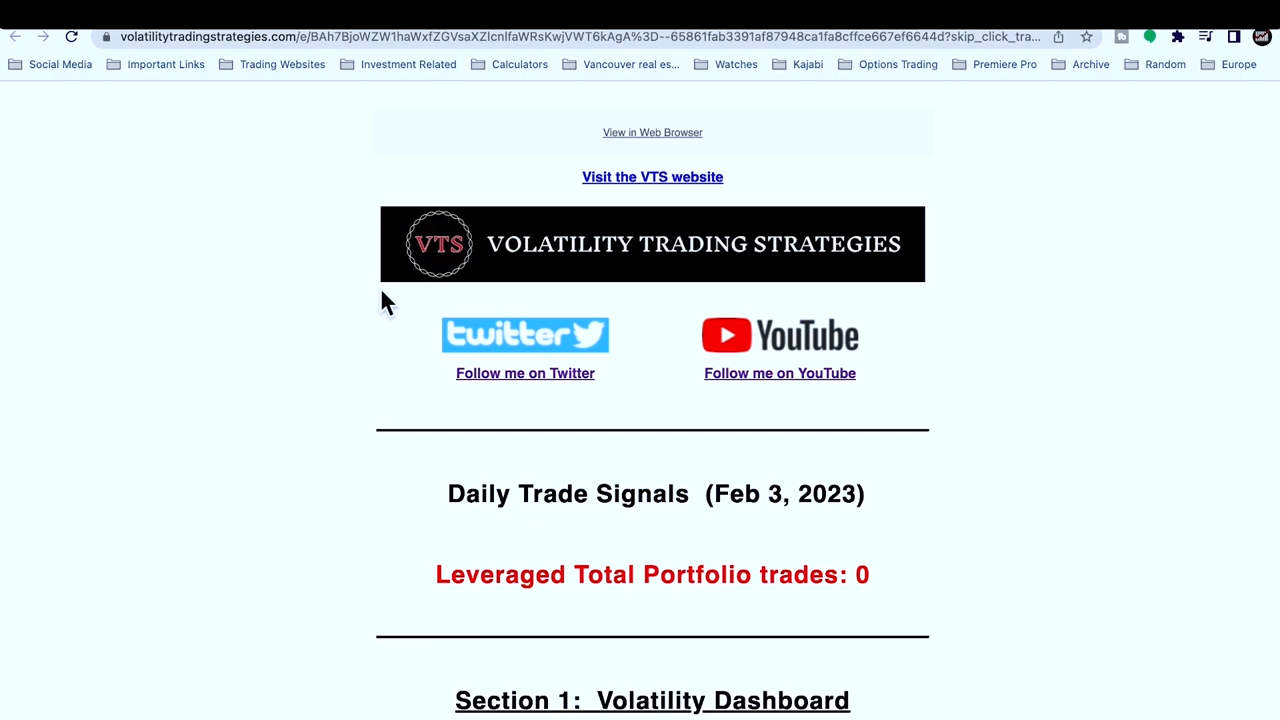 volatilitytradingstrategies.com/e/BAh7BjoWZW1haWxfZGVsaXZlcnlfaWRsKwjVWT6kAgA%3D--65861fab3391af87948ca1fa8cffce667ef6644d?skip_click_tra...
Social Media Important Links Trading Websites Investment Related Calculators Vancouver real es... Watches Kajabi Options Trading Premiere Pro Archive Random Europe
View in Web Browser
Visit the VTS website
VTS VOLATILITY TRADING STRATEGIES
twitter YouTube
Follow me on Twitter Follow me on YouTube
Daily Trade Signals (Feb 3, 2023)
Leveraged Total Portfolio trades: 0
Section 1: Volatility Dashboard